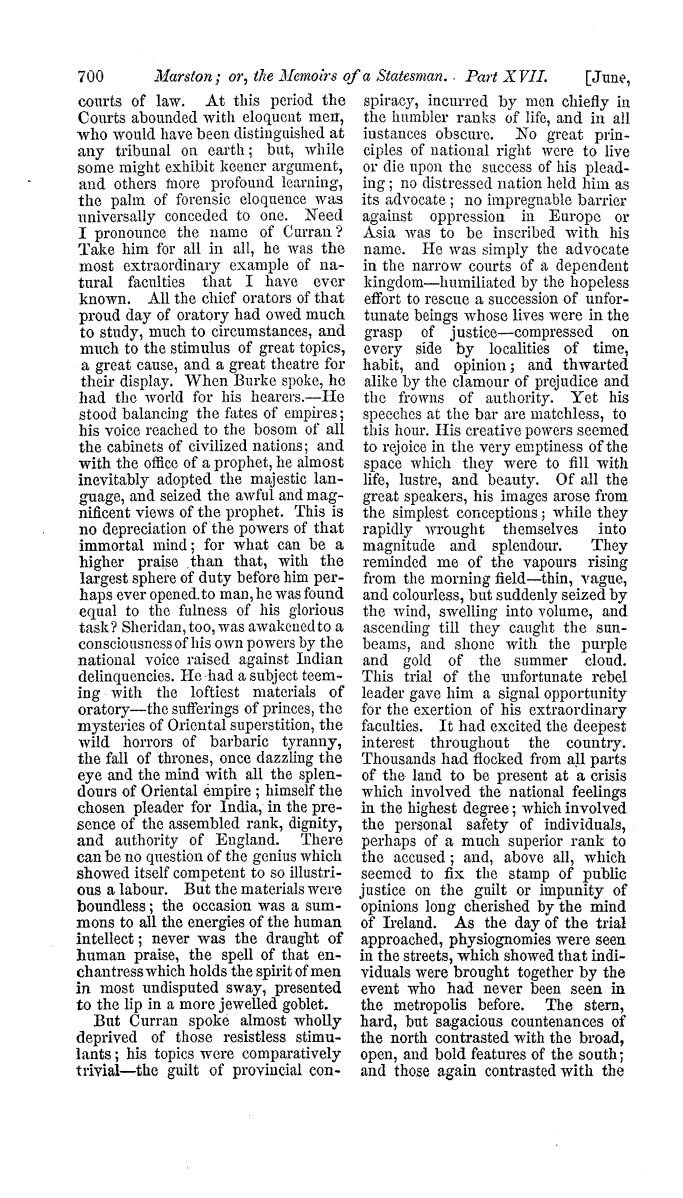 700 Marston; or, the Memoirs of a Statesman. Part XVII. [June,
courts of law. At this period the
Courts abounded with eloquent men,
who would have been distinguished at
any tribunal on earth; but, while
some might exhibit keener argument,
and others more profound learning,
the palm of forensic eloquence was
universally conceded to one. Need
I pronounce the name of Curran?
Take him for all in all, he was the
most extraordinary example of na-
tural faculties that I have ever
known. All the chief orators of that
proud day of oratory had owed much
to study, much to circumstances, and
much to the stimulus of great topics,
a great cause, and a great theatre for
their display. When Burke spoke, he
had the world for his hearers.—He
stood balancing the fates of empires;
his voice reached to the bosom of all
the cabinets of civilized nations; and
with the office of a prophet, he almost
inevitably adopted the majestic lan-
guage, and seized the awful and mag-
nificent views of the prophet. This is
no depreciation of the powers of that
immortal mind; for what can be a
higher praise than that, with the
largest sphere of duty before him per-
haps ever opened to man, he was found
equal to the fulness of his glorious
task? Sheridan, too, was awakened to a
consciousness of his own powers by the
national voice raised against Indian
delinquencies. He had a subject teem-
ing with the loftiest materials of
oratory—the sufferings of princes, the
mysteries of Oriental superstition, the
wild horrors of barbaric tyranny,
the fall of thrones, once dazzling the
eye and the mind with all the splen-
dours of Oriental empire; himself the
chosen pleader for India, in the pre-
sence of the assembled rank, dignity,
and authority of England. There
can be no question of the genius which
showed itself competent to so illustri-
ous a labour. But the materials were
boundless; the occasion was a sum-
mons to all the energies of the human
intellect; never was the draught of
human praise, the spell of that en-
chantress which holds the spirit of men
in most undisputed sway, presented
to the lip in a more jewelled goblet.
But Curran spoke almost wholly
deprived of those resistless stimu-
lants; his topics were comparatively
trivial—the guilt of provincial con-
spiracy, incurred by men chiefly in
the humbler ranks of life, and in all
instances obscure. No great prin-
ciples of national right were to live
or die upon the success of his plead-
ing; no distressed nation held him as
its advocate; no impregnable barrier
against oppression in Europe or
Asia was to be inscribed with his
name. He was simply the advocate
in the narrow courts of a dependent
kingdom—humiliated by the hopeless
effort to rescue a succession of unfor-
tunate beings whose lives were in the
grasp of justice—compressed on
every side by localities of time,
habit, and opinion; and thwarted
alike by the clamour of prejudice and
the frowns of authority. Yet his
speeches at the bar are matchless, to
this hour. His creative powers seemed
to rejoice in the very emptiness of the
space which they were to fill with
life, lustre, and beauty. Of all the
great speakers, his images arose from
the simplest conceptions; while they
rapidly wrought themselves into
magnitude and splendour. They
reminded me of the vapours rising
from the morning field—thin, vague,
and colourless, but suddenly seized by
the wind, swelling into volume, and
ascending till they caught the sun-
beams, and shone with the purple
and gold of the summer cloud.
This trial of the unfortunate rebel
leader gave him a signal opportunity
for the exertion of his extraordinary
faculties. It had excited the deepest
interest throughout the country.
Thousands had flocked from all parts
of the land to be present at a crisis
which involved the national feelings
in the highest degree; which involved
the personal safety of individuals,
perhaps of a much superior rank to
the accused; and, above all, which
seemed to fix the stamp of public
justice on the guilt or impunity of
opinions long cherished by the mind
of Ireland. As the day of the trial
approached, physiognomies were seen
in the streets, which showed that indi-
viduals were brought together by the
event who had never been seen in
the metropolis before. The stern,
hard, but sagacious countenances of
the north contrasted with the broad,
open, and bold features of the south;
and those again contrasted with the